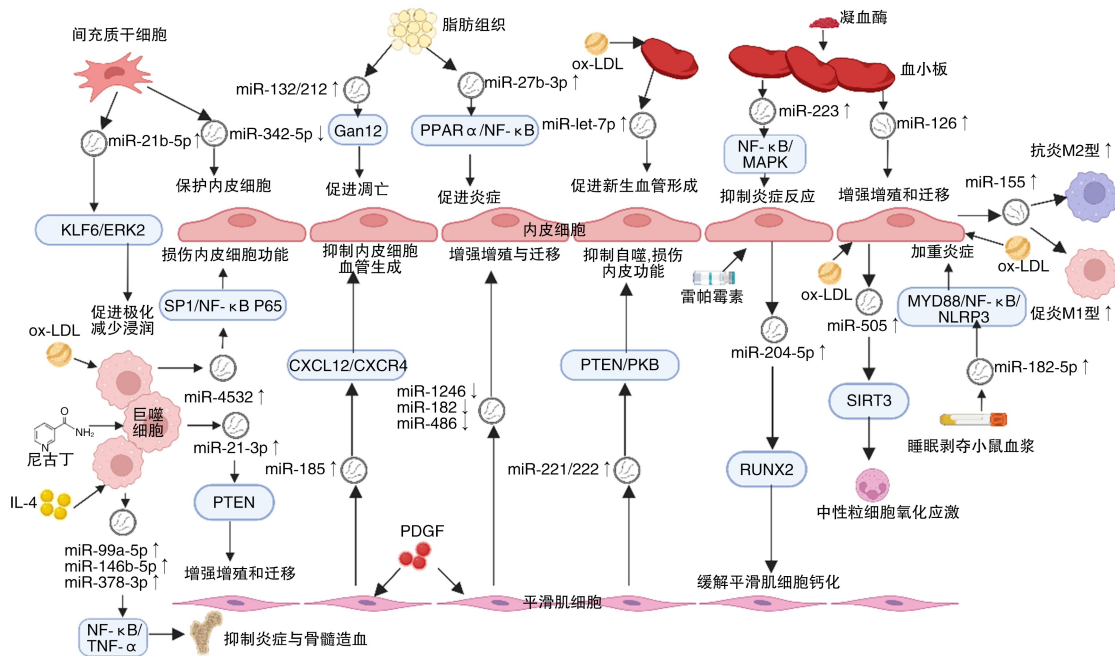 间充质干细胞
miR-21b-5p↑
miR-342-5p↓
保护内皮细胞
KLF6/ERK2
促进极化
减少浸润
脂肪组织
miR-132/212↑
Gan12
促进凋亡
miR-27b-3p↑
PPARα/NF-κB
促进炎症
ox-LDL
miR-let-7p↑
促进新生血管形成
凝血酶
血小板
miR-223↑
NF-κB/
MAPK
抑制炎症反应
miR-126↑
增强增殖和迁移
miR-155↑
抗炎M2型↑
促炎M1型↑
ox-LDL
内皮细胞
损伤内皮细胞功能
SP1/NF-κB P65
miR-4532↑
抑制内皮细胞
血管生成
CXCL12/CXCR4
miR-185↑
增强增殖与迁移
miR-1246↓
miR-182↓
miR-486↓
抑制自噬,损伤
内皮功能
PTEN/PKB
miR-221/222↑
雷帕霉素
miR-204-5p↑
RUNX2
缓解平滑肌细胞钙化
ox-LDL
miR-505↑
SIRT3
中性粒细胞氧化应激
加重炎症
MYD88/NF-κB/
NLRP3
miR-182-5p↑
睡眠剥夺小鼠血浆
ox-LDL
巨噬
细胞
O
NH₂
N
尼古丁
IL-4
miR-21-3p↑
PTEN
增强增殖和迁移
miR-99a-5p↑
miR-146b-5p↑
miR-378-3p↑
NF-κB/
TNF-α
抑制炎症与骨髓造血
PDGF
平滑肌细胞